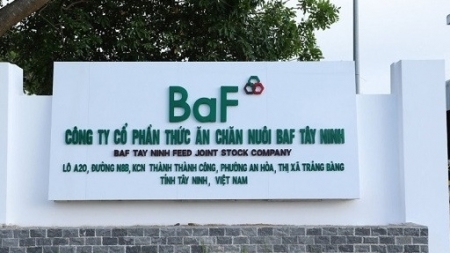 BaF
CÔNG TY CỔ PHẦN THỨC ĂN CHĂN NUÔI BAF TÂY NINH
BAF TAY NINH FEED JOINT STOCK COMPANY
LÔ A20, ĐƯỜNG N8B, KCN THÀNH THÀNH CÔNG, PHƯỜNG AN HÒA, THỊ XÃ TRẢNG BÀNG
TỈNH TÂY NINH, VIỆT NAM